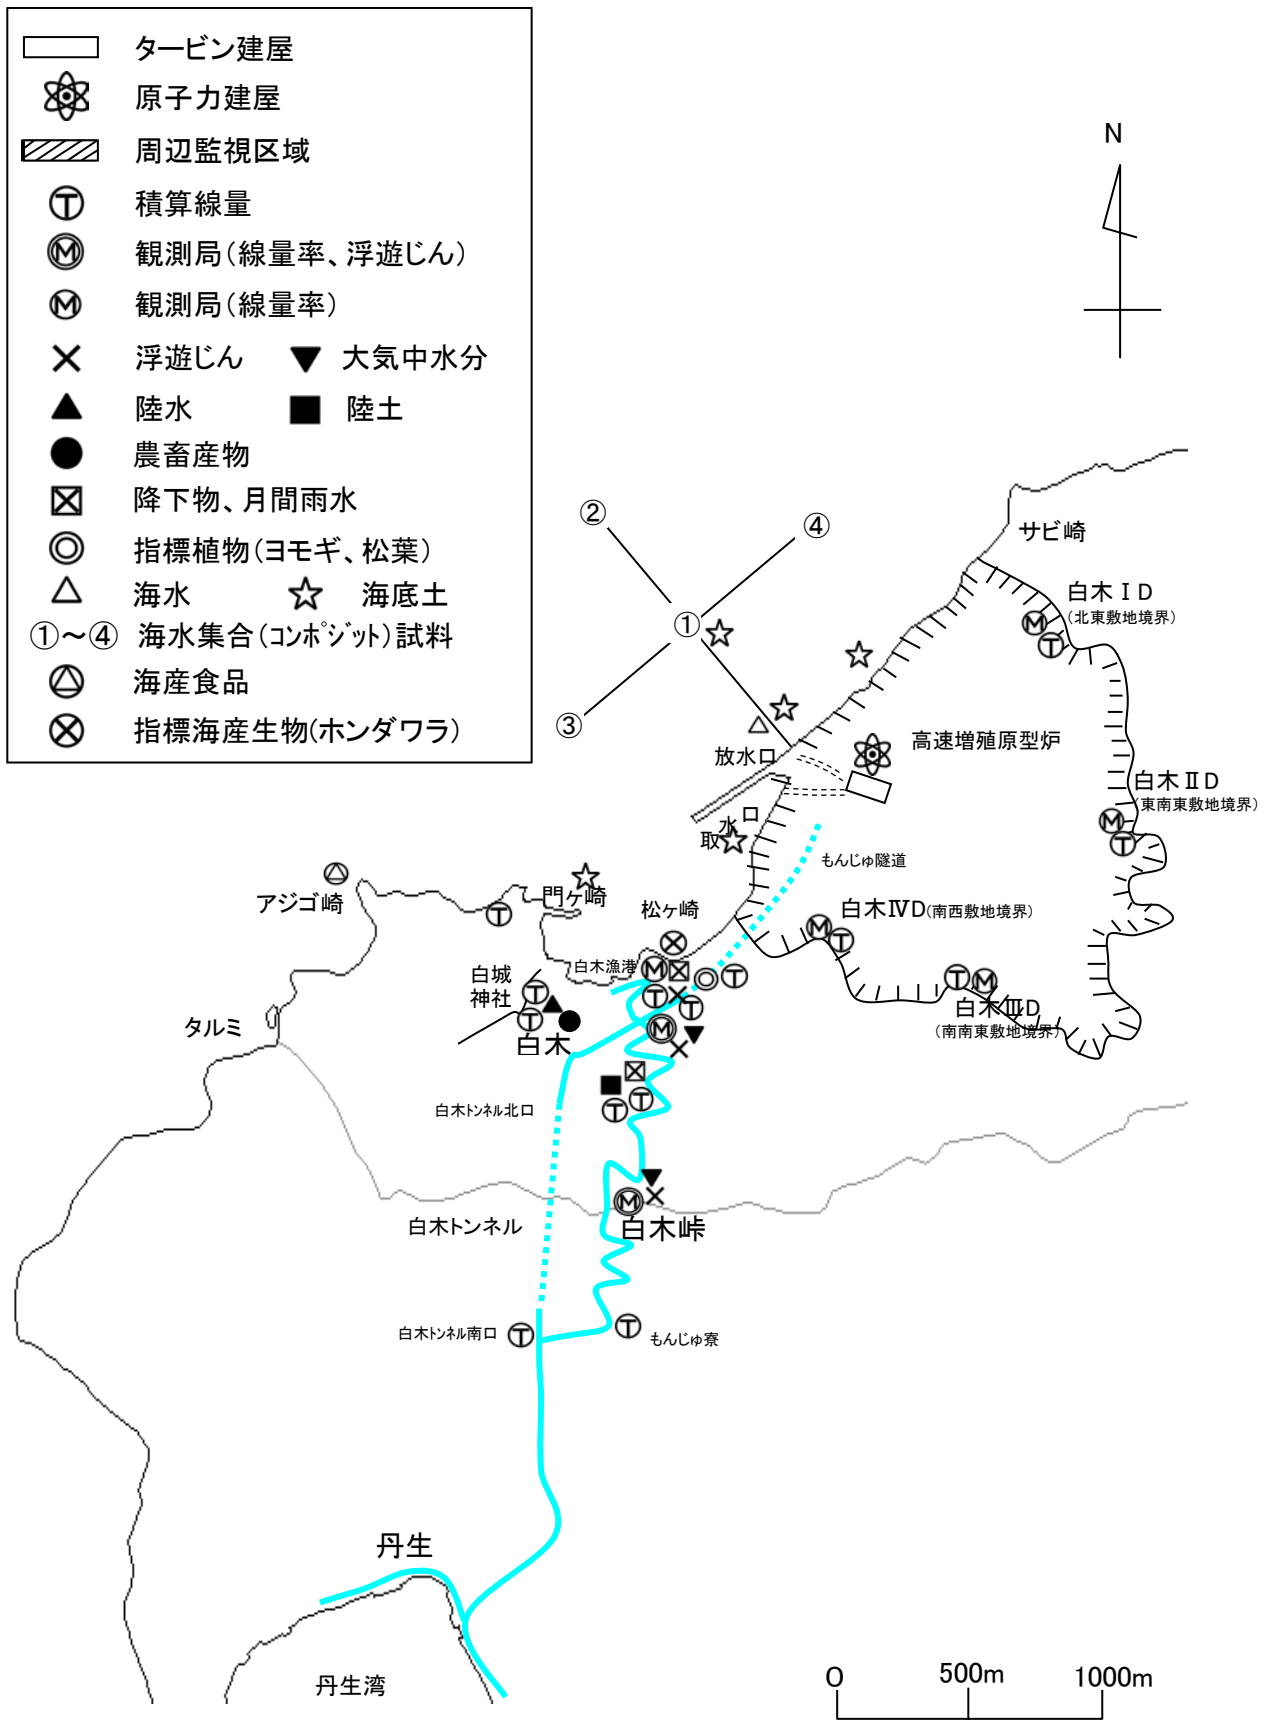 タービン建屋
原子力建屋
周辺監視区域
Ⓣ 積算線量
Ⓜ 観測局(線量率、浮遊じん)
Ⓜ 観測局(線量率)
浮遊じん 大気中水分
陸水 陸土
農畜産物
降下物、月間雨水
指標植物(ヨモギ、松葉)
海水 海底土
①～④ 海水集合(ｺﾝﾎﾟｼﾞｯﾄ)試料
海産食品
指標海産生物(ホンダワラ)
N
②
④
サビ崎
白木ⅠD
(北東敷地境界)
Ⓜ
Ⓣ
①
③
放水口
高速増殖原型炉
白木ⅡD
(東南東敷地境界)
Ⓜ
Ⓣ
取水口
もんじゅ隧道
アジゴ崎
門ヶ崎
Ⓣ
松ヶ崎
白木ⅣD(南西敷地境界)
Ⓜ
Ⓣ
白城
神社
白木漁港
Ⓜ
Ⓣ
Ⓣ
Ⓣ
Ⓣ
Ⓣ
Ⓣ
Ⓜ
Ⓣ
Ⓜ
白木ⅢD
(南南東敷地境界)
タルミ
白木
白木ﾄﾝﾈﾙ北口
Ⓣ
Ⓣ
Ⓜ
白木トンネル
白木峠
白木ﾄﾝﾈﾙ南口
Ⓣ
Ⓣ
もんじゅ寮
丹生
丹生湾
0 500m 1000m